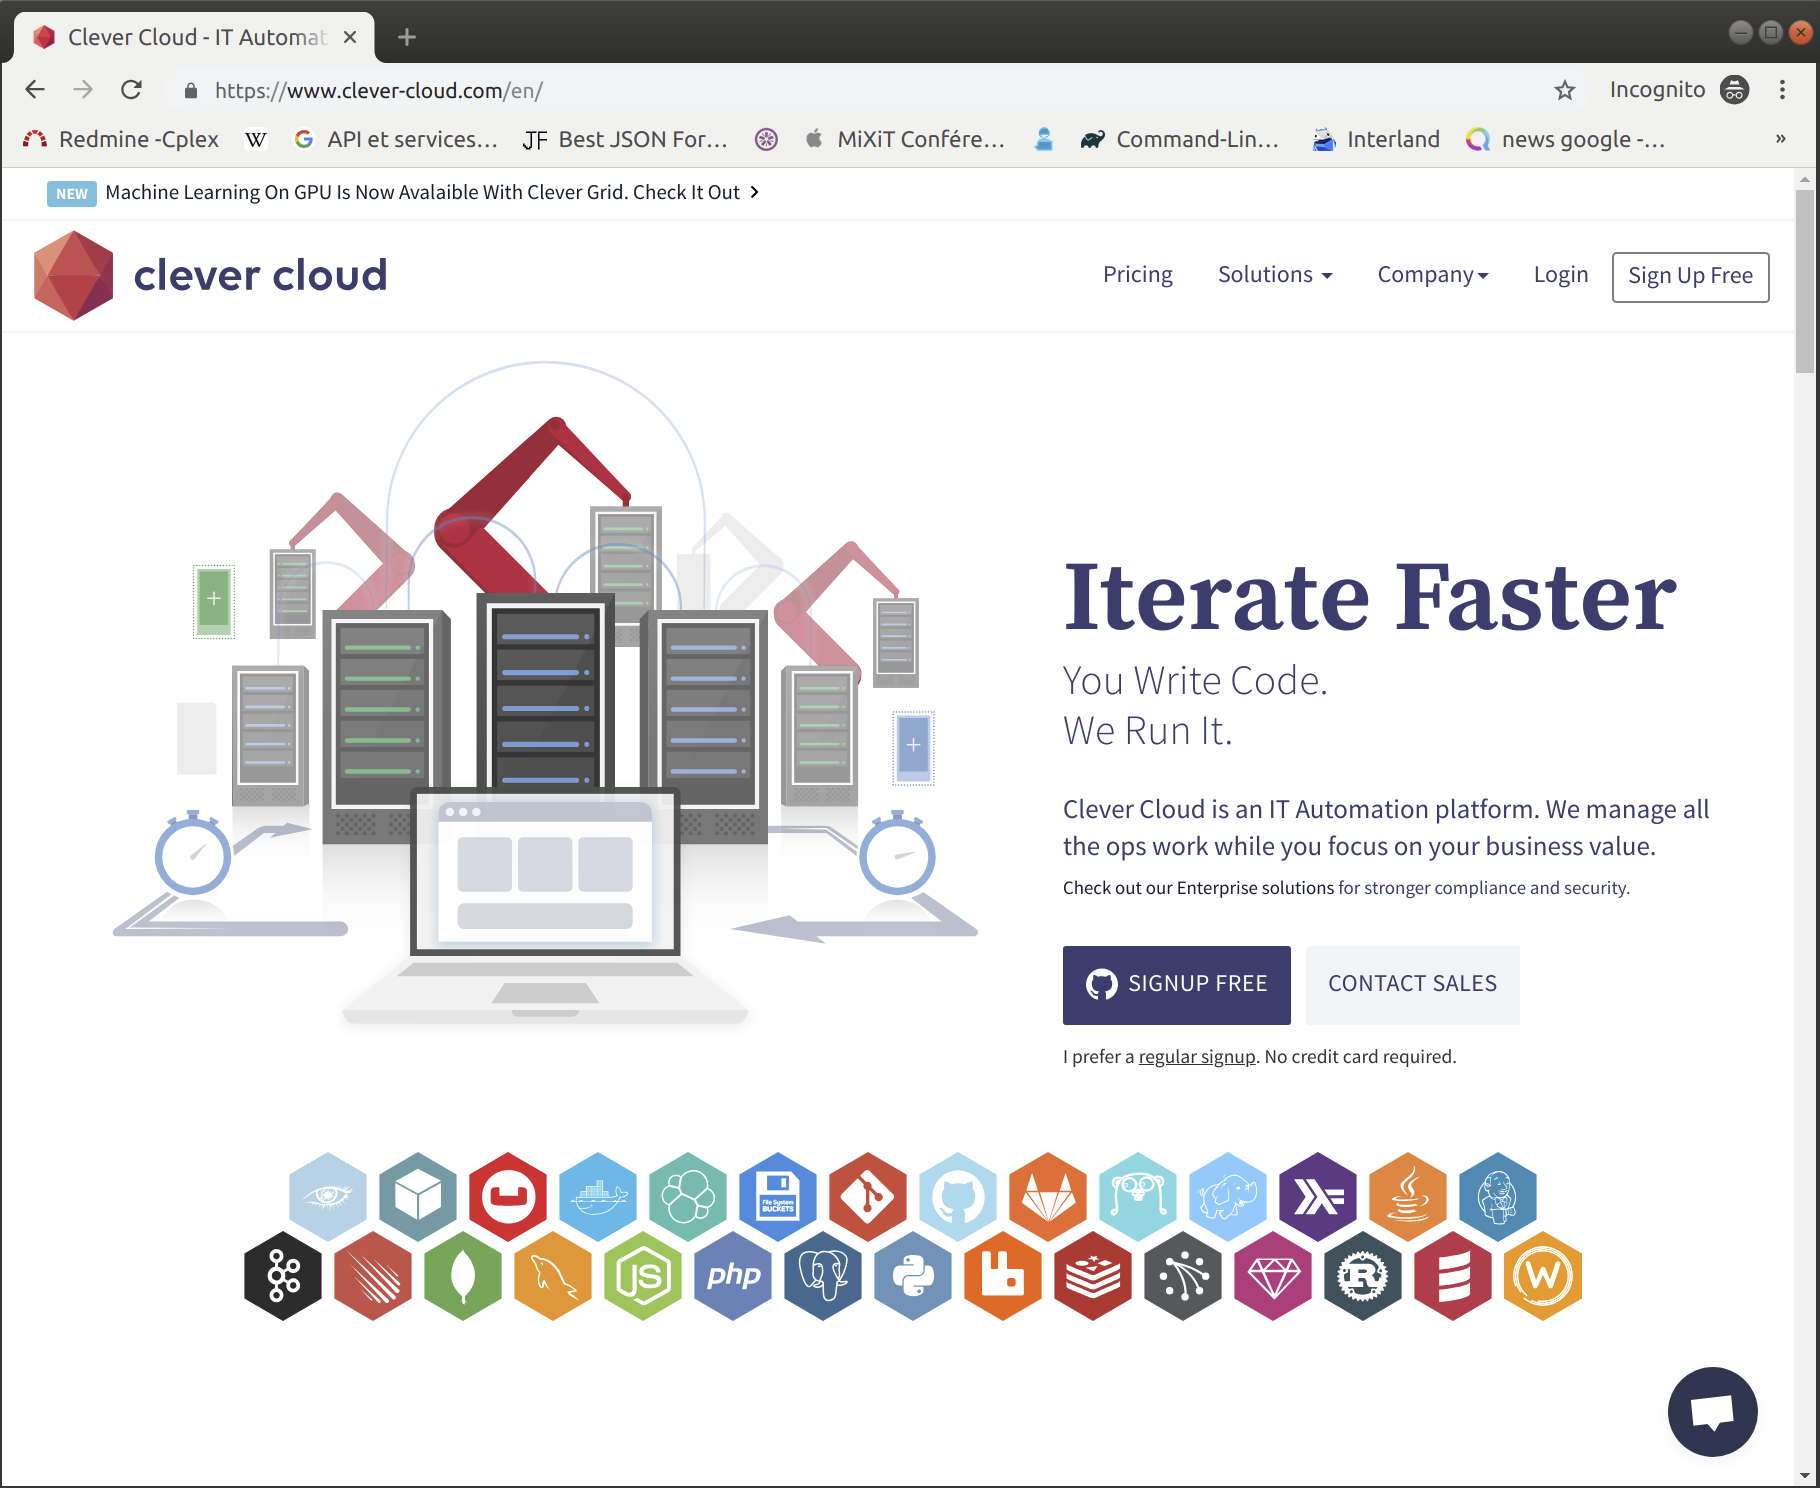 Clever Cloud - IT Automat
https://www.clever-cloud.com/en/
Incognito
Redmine -Cplex
W
API et services...
JF Best JSON For...
MiXiT Confére...
Command-Lin...
Interland
news google -...
»
NEW Machine Learning On GPU Is Now Avalaible With Clever Grid. Check It Out
clever cloud
Pricing
Solutions
Company
Login
Sign Up Free
Iterate Faster
You Write Code.
We Run It.
Clever Cloud is an IT Automation platform. We manage all
the ops work while you focus on your business value.
Check out our Enterprise solutions for stronger compliance and security.
SIGNUP FREE
CONTACT SALES
I prefer a regular signup. No credit card required.
File System
BUCKETS
JS
php
R
W